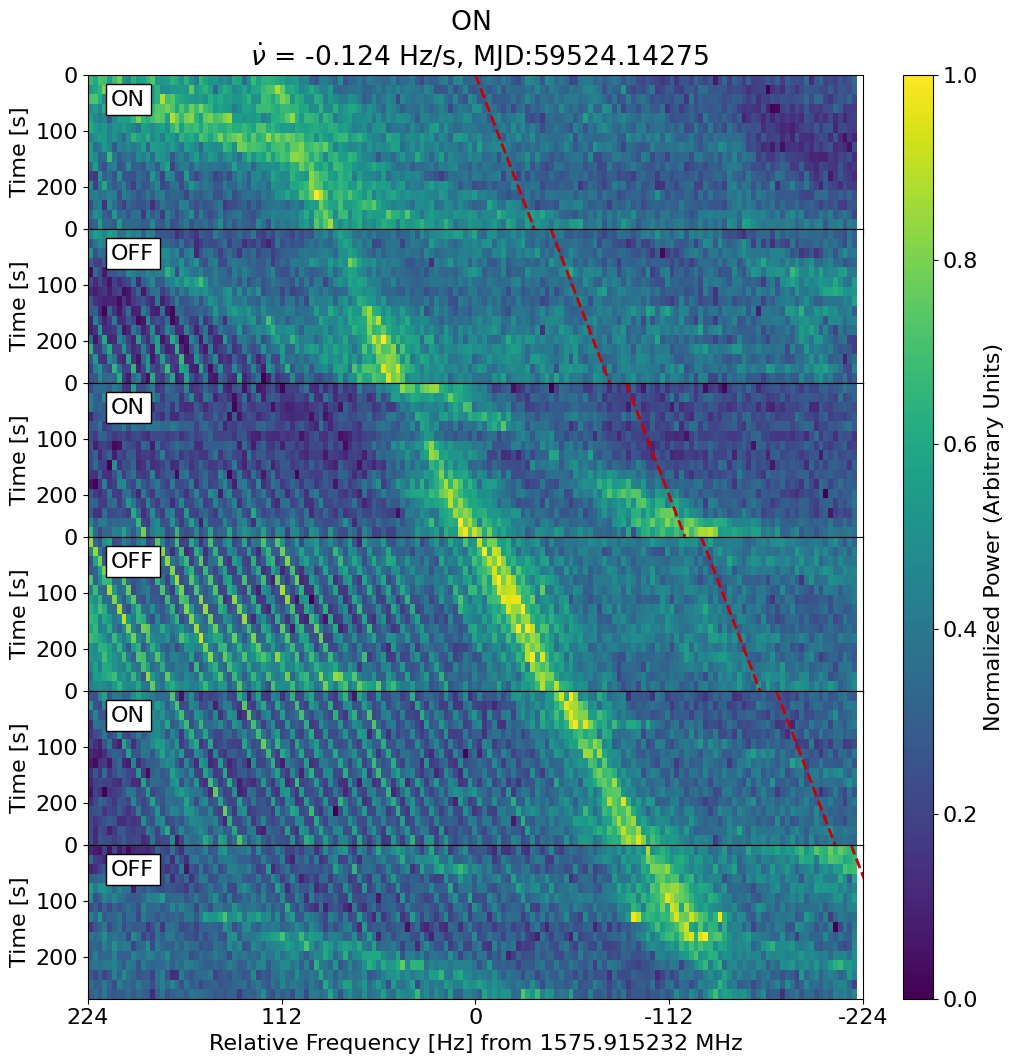 ON
ν̇ = -0.124 Hz/s, MJD:59524.14275
0
ON
100
Time [s]
200
0
OFF
100
Time [s]
200
0
ON
100
Time [s]
200
0
OFF
100
Time [s]
200
0
ON
100
Time [s]
200
0
OFF
100
Time [s]
200
224 112 0 -112 -224
Relative Frequency [Hz] from 1575.915232 MHz
1.0
0.8
0.6
0.4
0.2
0.0
Normalized Power (Arbitrary Units)